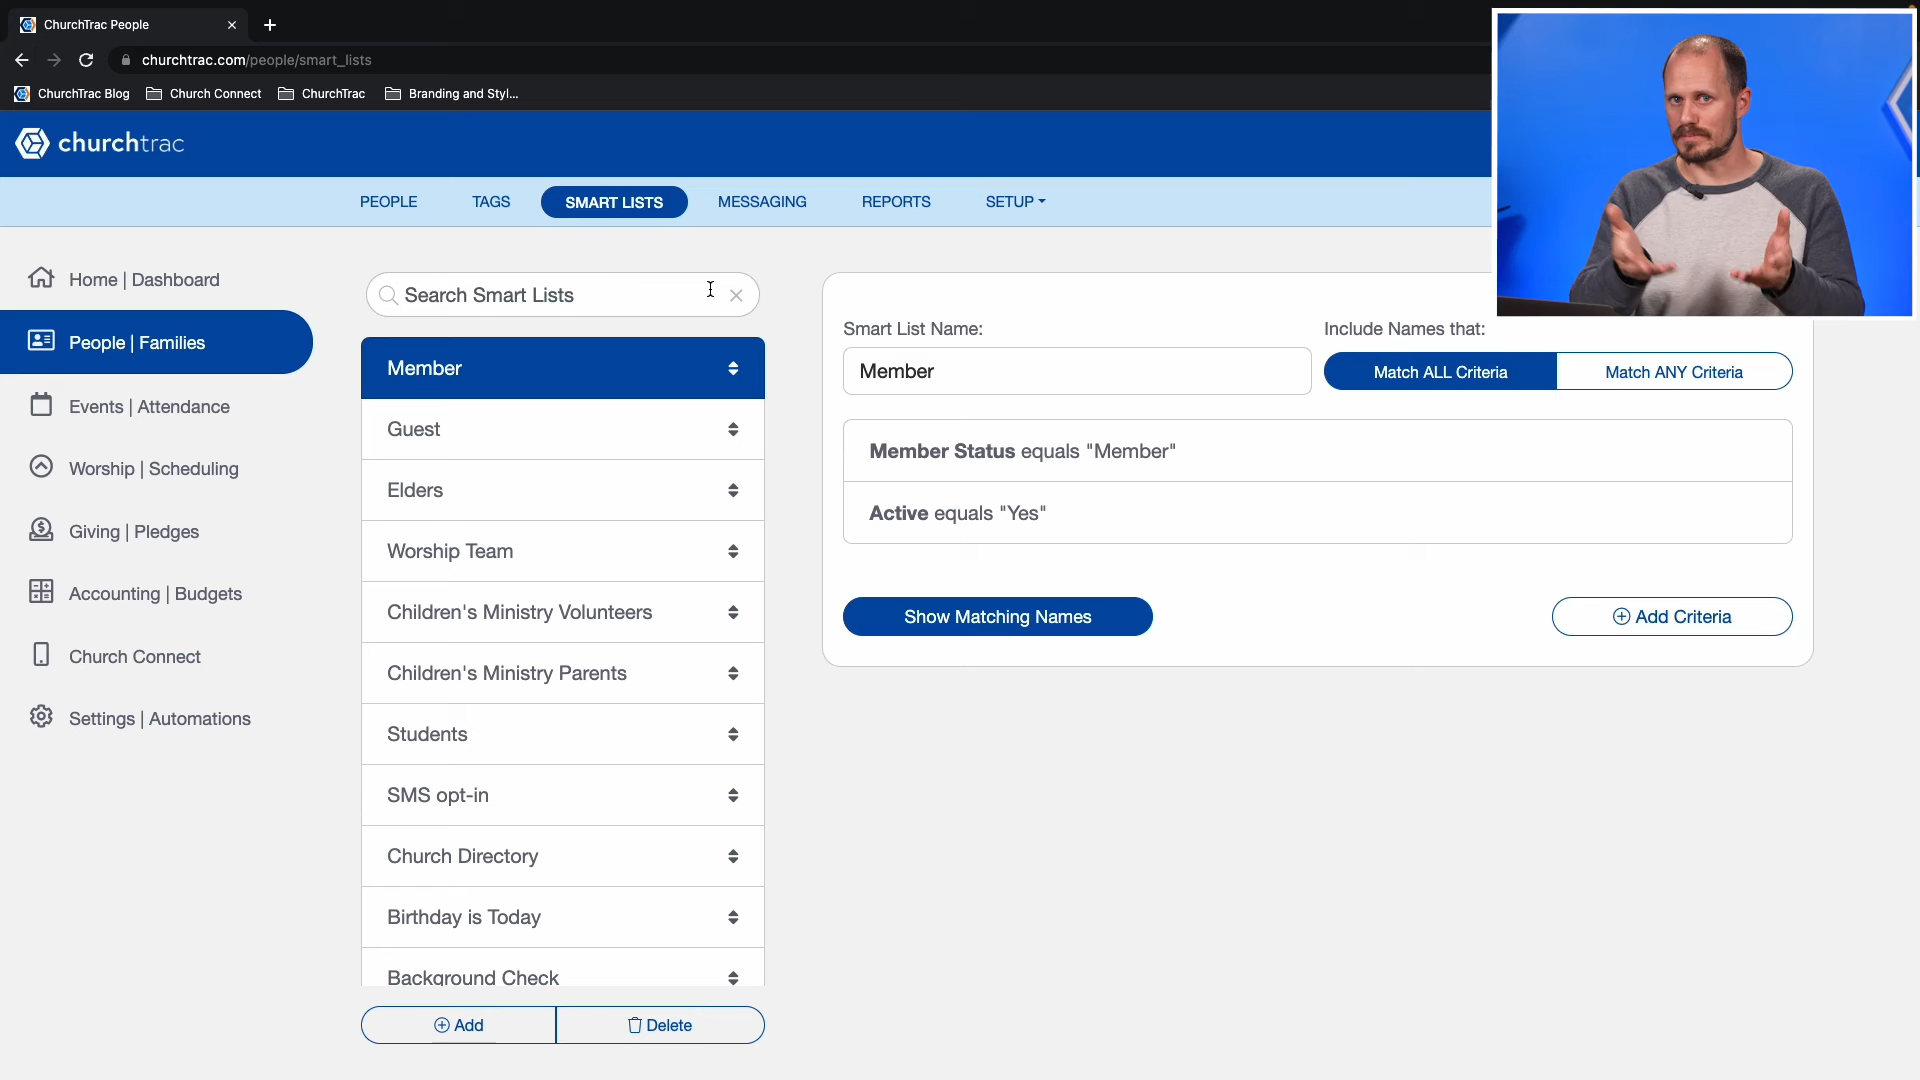 ChurchTrac People
churchtrac.com/people/smart_lists
ChurchTrac Blog
Church Connect
ChurchTrac
Branding and Styl...
churchtrac
PEOPLE
TAGS
SMART LISTS
MESSAGING
REPORTS
SETUP
Home | Dashboard
People | Families
Events | Attendance
Worship | Scheduling
Giving | Pledges
Accounting | Budgets
Church Connect
Settings | Automations
Search Smart Lists
Member
Guest
Elders
Worship Team
Children's Ministry Volunteers
Children's Ministry Parents
Students
SMS opt-in
Church Directory
Birthday is Today
Background Check
Add
Delete
Smart List Name:
Member
Include Names that:
Match ALL Criteria
Match ANY Criteria
Member Status equals "Member"
Active equals "Yes"
Show Matching Names
Add Criteria